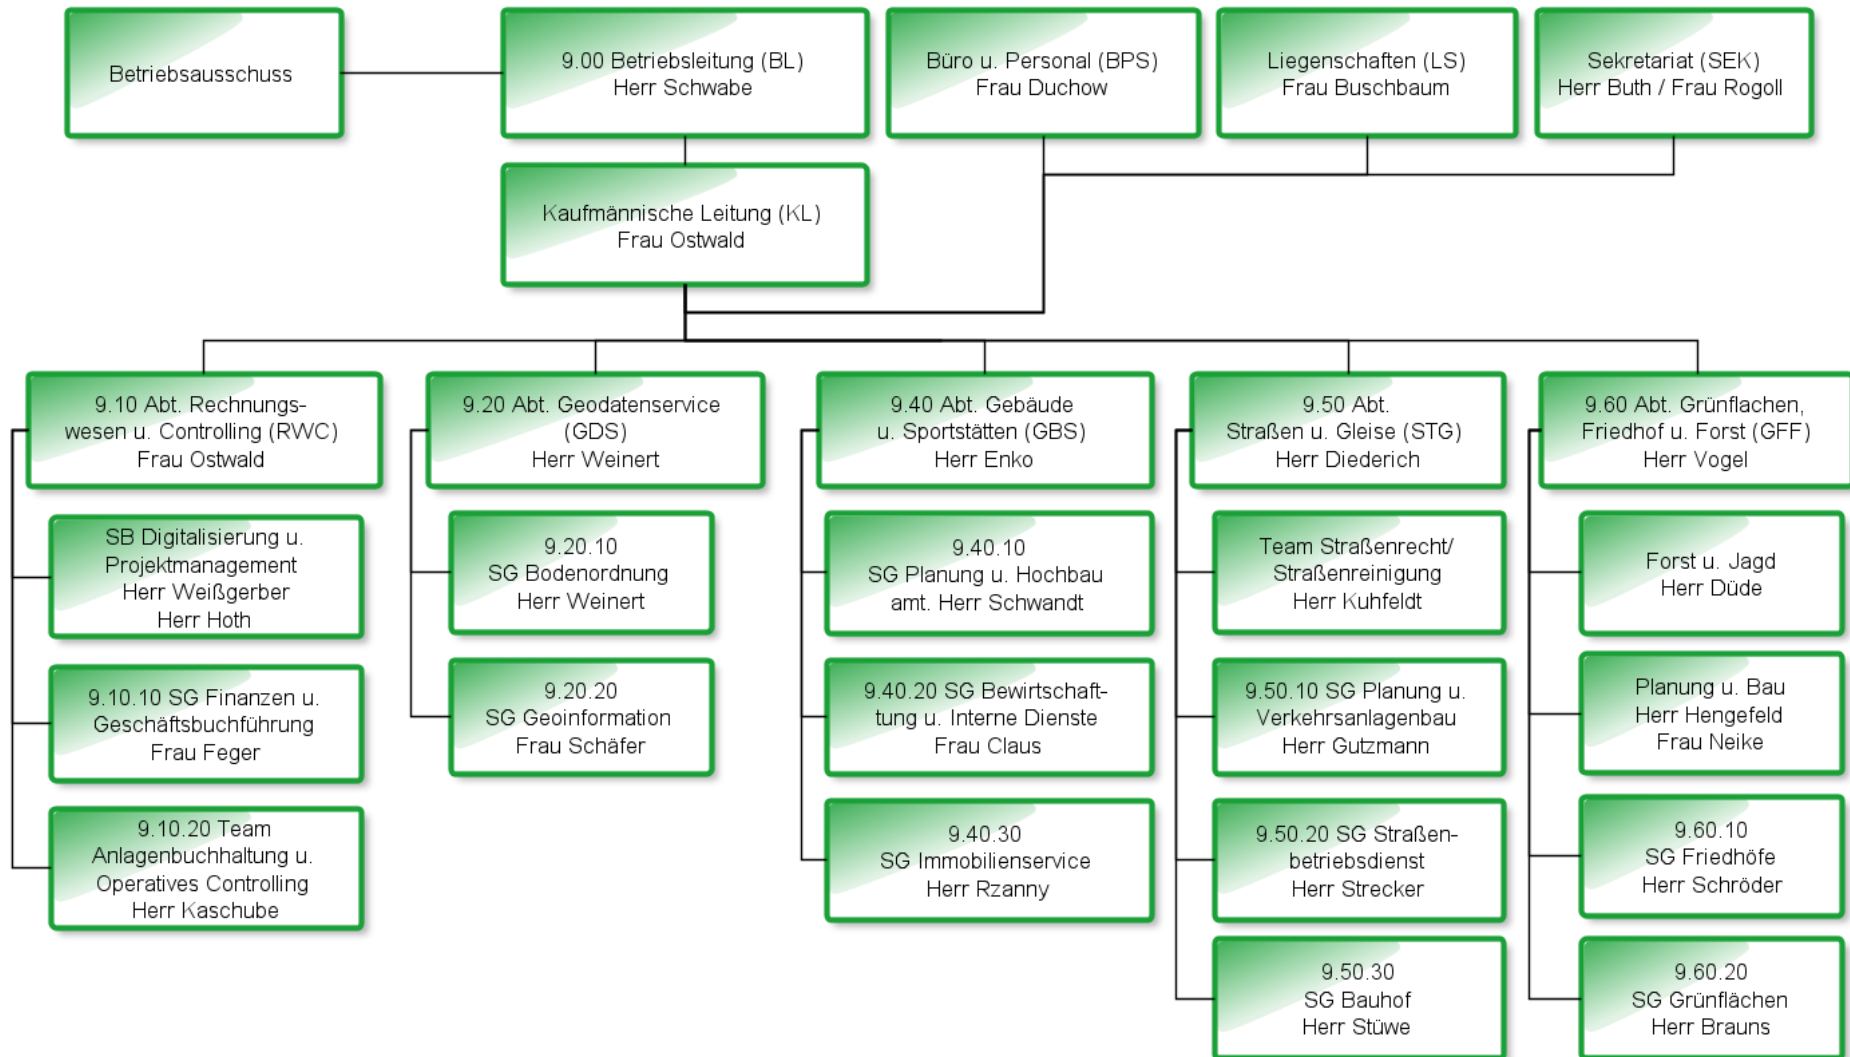 Betriebsausschuss
9.00 Betriebsleitung (BL)
Herr Schwabe
Büro u. Personal (BPS)
Frau Duchow
Liegenschaften (LS)
Frau Buschbaum
Sekretariat (SEK)
Herr Buth / Frau Rogoll
Kaufmännische Leitung (KL)
Frau Ostwald
9.10 Abt. Rechnungs-
wesen u. Controlling (RWC)
Frau Ostwald
SB Digitalisierung u.
Projektmanagement
Herr Weißgerber
Herr Hoth
9.10.10 SG Finanzen u.
Geschäftsbuchführung
Frau Feger
9.10.20 Team
Anlagenbuchhaltung u.
Operatives Controlling
Herr Kaschube
9.20 Abt. Geodatenservice
(GDS)
Herr Weinert
9.20.10
SG Bodenordnung
Herr Weinert
9.20.20
SG Geoinformation
Frau Schäfer
9.40 Abt. Gebäude
u. Sportstätten (GBS)
Herr Enko
9.40.10
SG Planung u. Hochbau
amt. Herr Schwandt
9.40.20 SG Bewirtschaft-
tung u. Interne Dienste
Frau Claus
9.40.30
SG Immobilienservice
Herr Rzanny
9.50 Abt.
Straßen u. Gleise (STG)
Herr Diederich
Team Straßenrecht/
Straßenreinigung
Herr Kuhfeldt
9.50.10 SG Planung u.
Verkehrsanlagenbau
Herr Gutzmann
9.50.20 SG Straßen-
betriebsdienst
Herr Strecker
9.50.30
SG Bauhof
Herr Stüwe
9.60 Abt. Grünflachen,
Friedhof u. Forst (GFF)
Herr Vogel
Forst u. Jagd
Herr Düde
Planung u. Bau
Herr Hengefeld
Frau Neike
9.60.10
SG Friedhöfe
Herr Schröder
9.60.20
SG Grünflächen
Herr Brauns